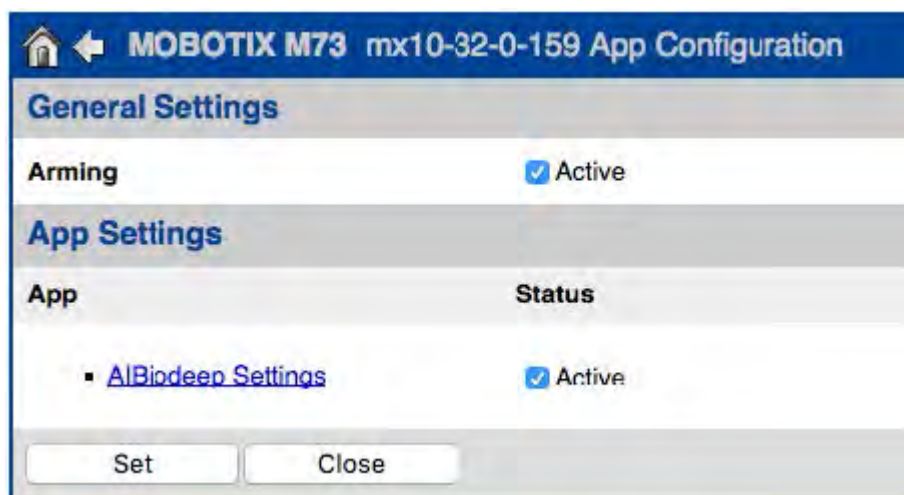 MOBOTIX M73 mx10-32-0-159 App Configuration
General Settings
Arming Active
App Settings
App Status
AIBiodeep Settings Active
Set Close